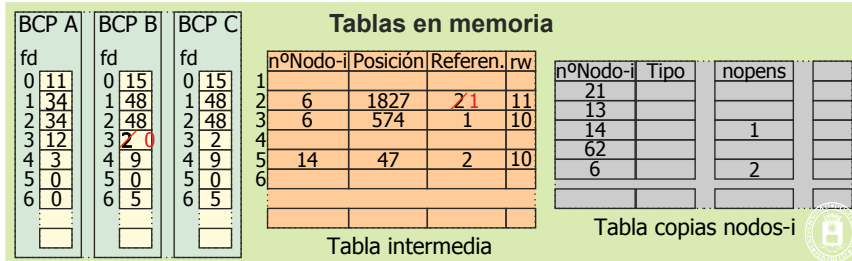 Tablas en memoria
BCP A BCP B BCP C
fd fd fd
0 11 0 15 0 15
1 34 1 48 1 48
2 34 2 48 2 48
3 12 3 2 0 3 2
4 3 4 9 4 9
5 0 5 0 5 0
6 0 6 5 6 5
nºNodo-i Posición Referen. rw
1
2 6 1827 2 1 11
3 6 574 1 10
4
5 14 47 2 10
6
Tabla intermedia
nºNodo-i Tipo nopens
21
13
14 1
62
6 2
Tabla copias nodos-i